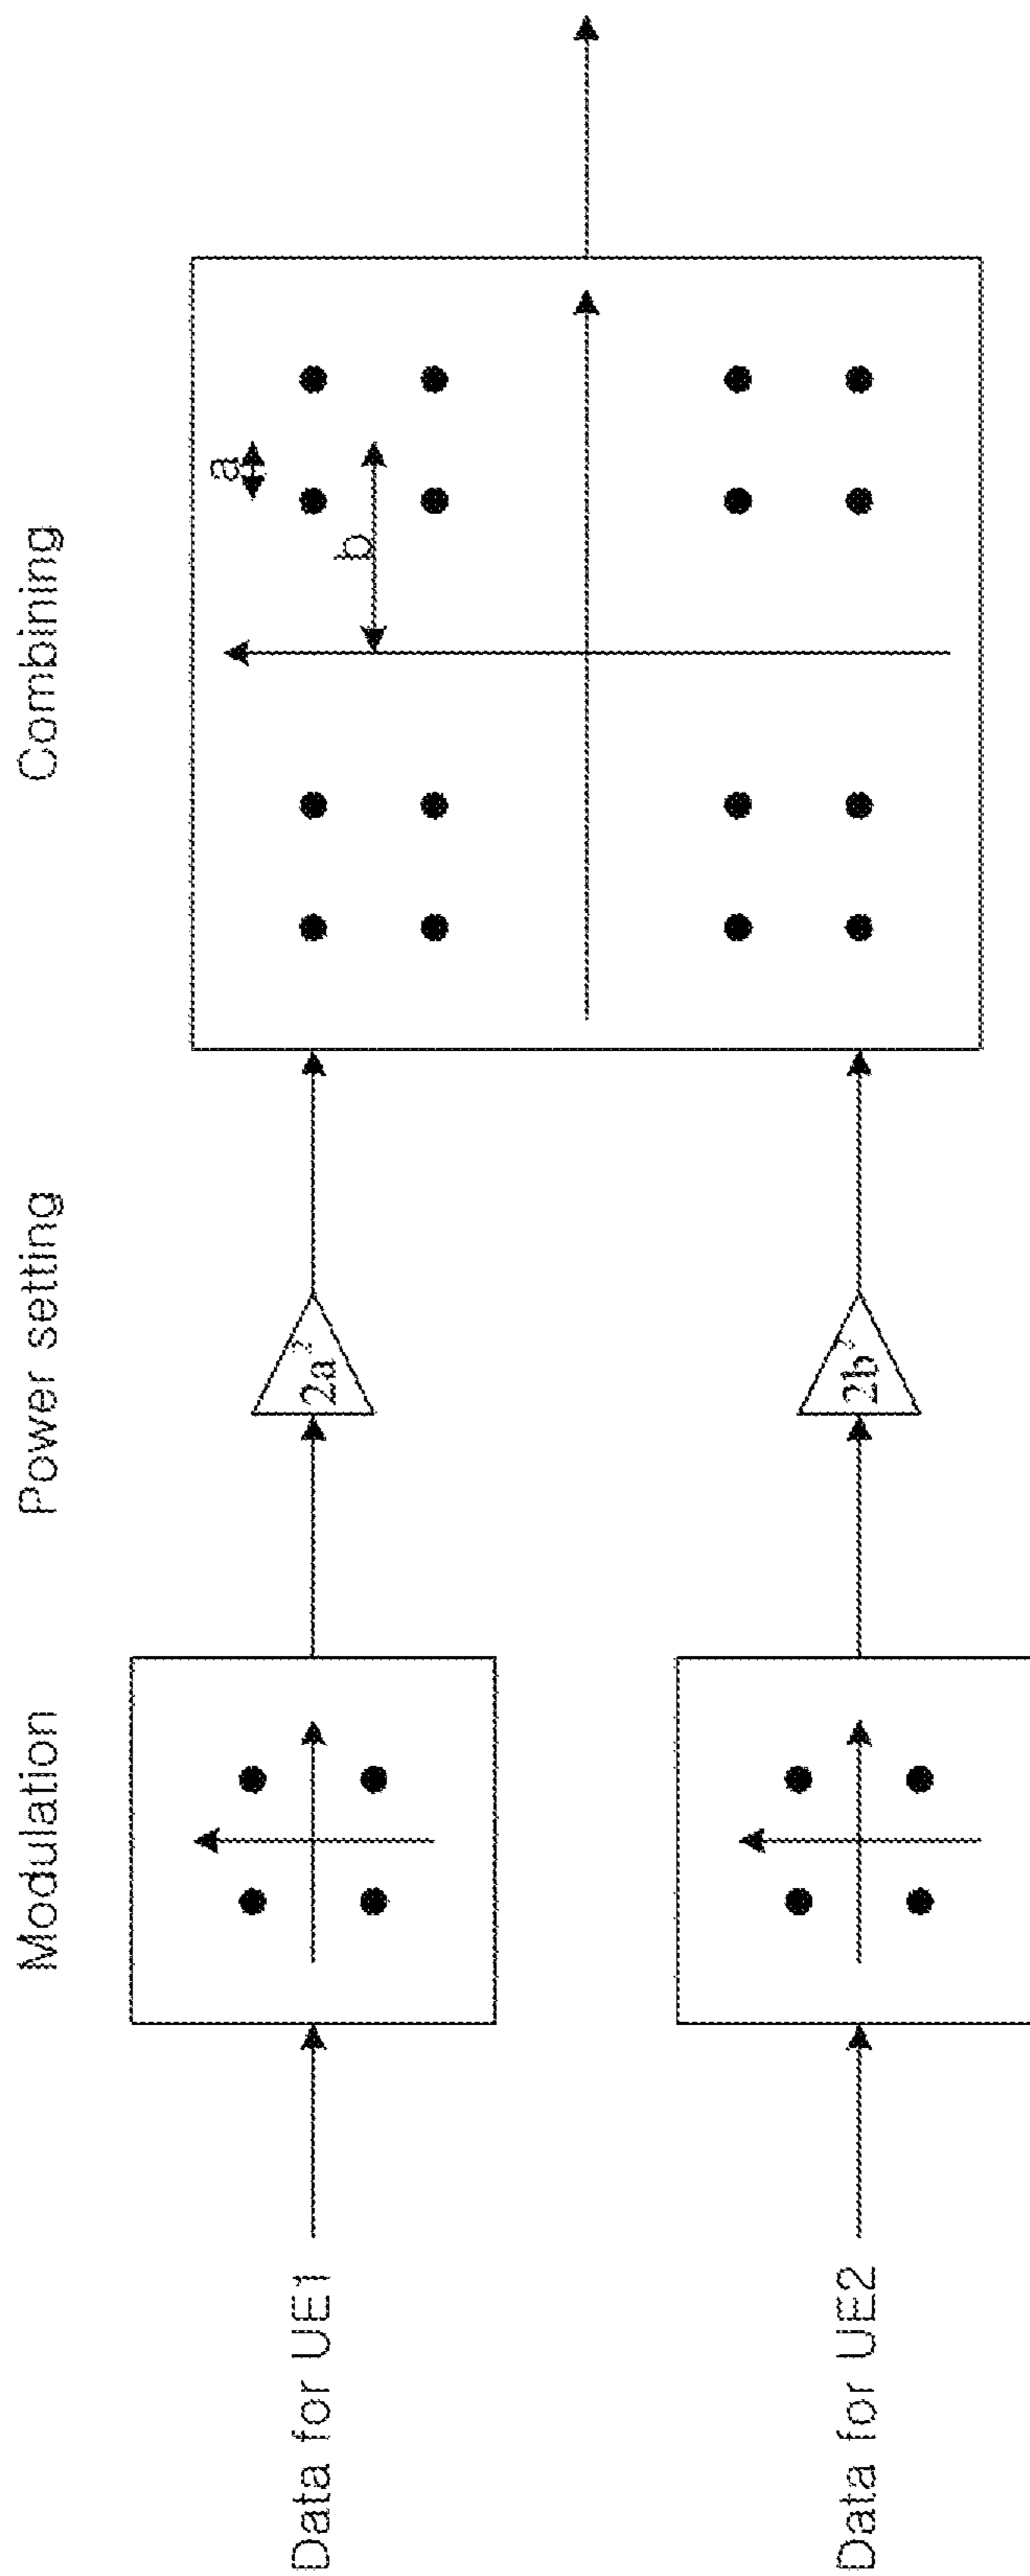 Modulation
Power setting
Combining
Data for UE1
2a²
a
b
Data for UE2
2b²